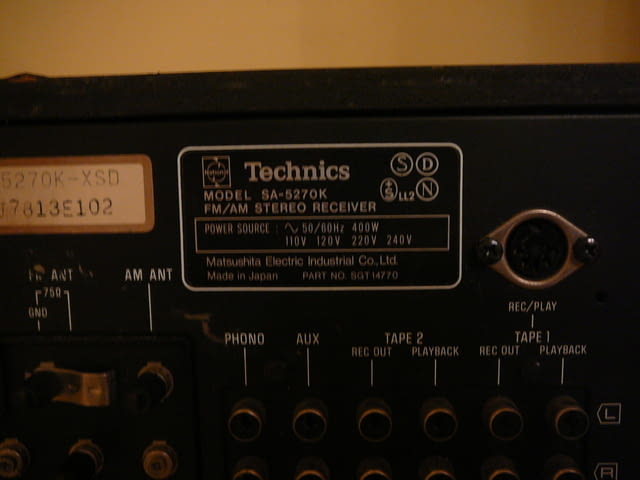 5270K-XSD
J7813E102
National
Technics
MODEL SA-5270K
FM/AM STEREO RECEIVER
POWER SOURCE : ∿ 50/60Hz 400W
110V 120V 220V 240V
Matsushita Electric Industrial Co.,Ltd.
Made in Japan PART NO. SGT14770
S D
±S LL2 N
FM ANT
75Ω
GND
AM ANT
REC/PLAY
PHONO AUX TAPE 2 TAPE 1
REC OUT PLAYBACK REC OUT PLAYBACK
L
R